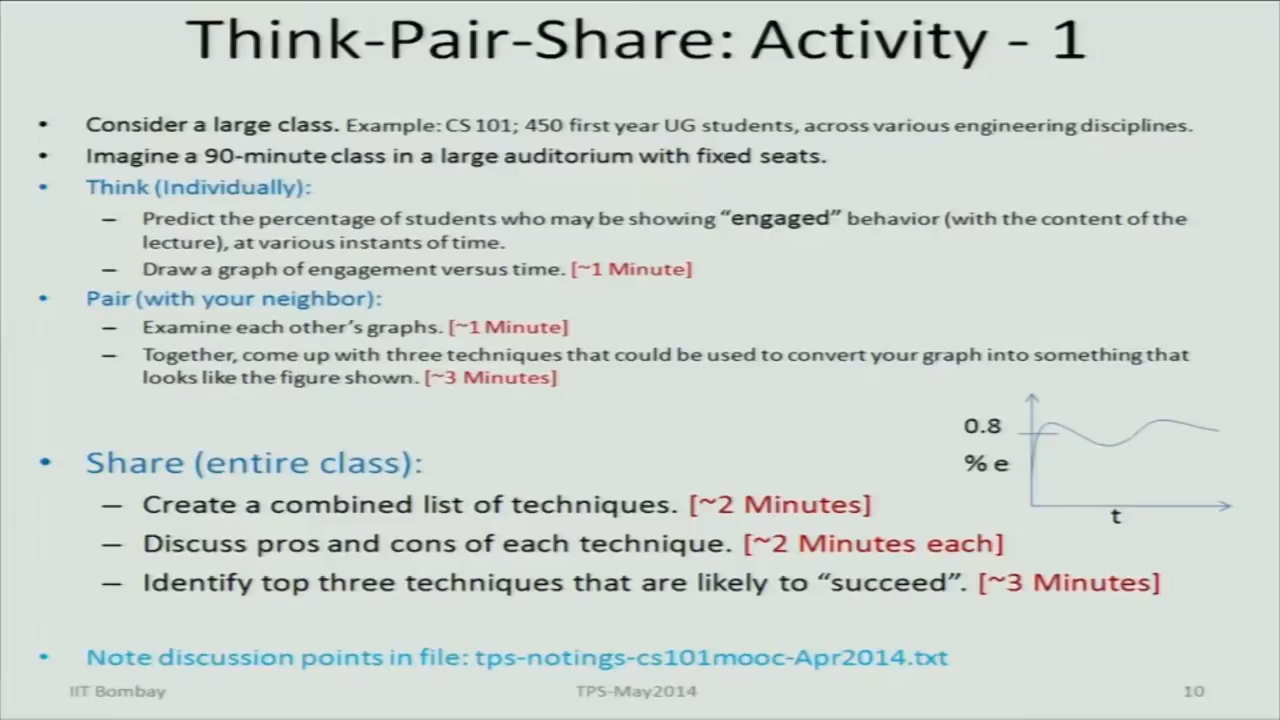 Think-Pair-Share: Activity - 1
• Consider a large class. Example: CS 101; 450 first year UG students, across various engineering disciplines.
• Imagine a 90-minute class in a large auditorium with fixed seats.
• Think (Individually):
– Predict the percentage of students who may be showing “engaged” behavior (with the content of the
lecture), at various instants of time.
– Draw a graph of engagement versus time. [~1 Minute]
• Pair (with your neighbor):
– Examine each other’s graphs. [~1 Minute]
– Together, come up with three techniques that could be used to convert your graph into something that
looks like the figure shown. [~3 Minutes]
0.8
% e
t
• Share (entire class):
– Create a combined list of techniques. [~2 Minutes]
– Discuss pros and cons of each technique. [~2 Minutes each]
– Identify top three techniques that are likely to “succeed”. [~3 Minutes]
• Note discussion points in file: tps-notings-cs101mooc-Apr2014.txt
IIT Bombay
TPS-May2014
10